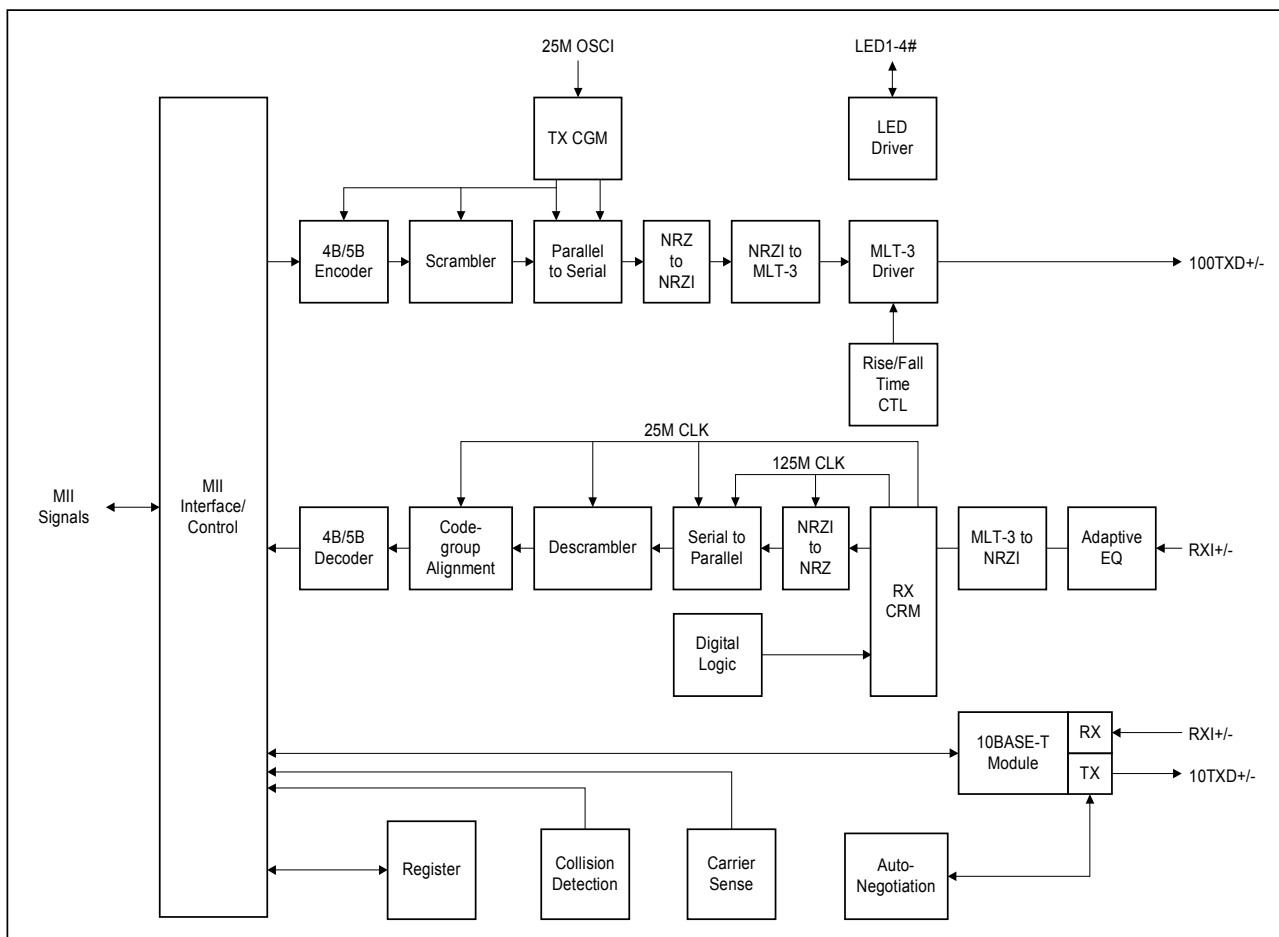 25M OSCI
LED1-4#
TX CGM
LED
Driver
4B/5B
Encoder
Scrambler
Parallel
to Serial
NRZ
to
NRZI
NRZI to
MLT-3
MLT-3
Driver
100TXD+/-
Rise/Fall
Time
CTL
25M CLK
125M CLK
MII
Signals
MII
Interface/
Control
4B/5B
Decoder
Code-
group
Alignment
Descrambler
Serial to
Parallel
NRZI
to
NRZ
RX
CRM
MLT-3 to
NRZI
Adaptive
EQ
RXI+/-
Digital
Logic
10BASE-T
Module
RX
TX
RXI+/-
10TXD+/-
Register
Collision
Detection
Carrier
Sense
Auto-
Negotiation